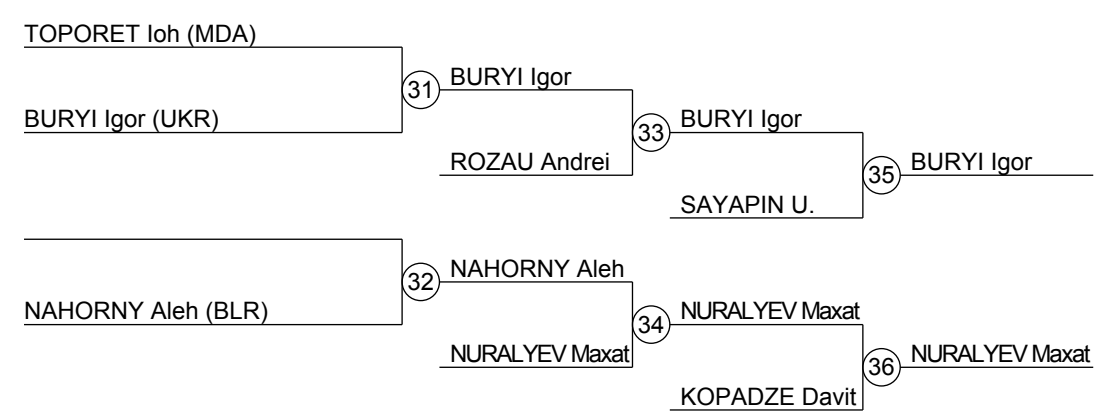 TOPORET Ioh (MDA)
31 BURYI Igor
BURYI Igor (UKR)
33 BURYI Igor
ROZAU Andrei
35 BURYI Igor
SAYAPIN U.
32 NAHORNY Aleh
NAHORNY Aleh (BLR)
34 NURALYEV Maxat
NURALYEV Maxat
36 NURALYEV Maxat
KOPADZE Davit